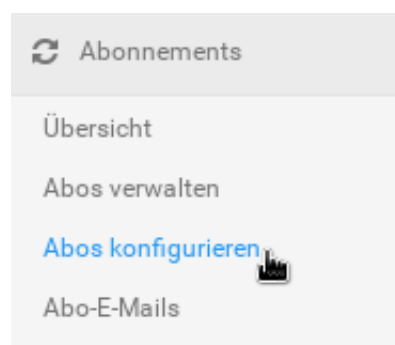 Abonnements
Übersicht
Abos verwalten
Abos konfigurieren
Abo-E-Mails